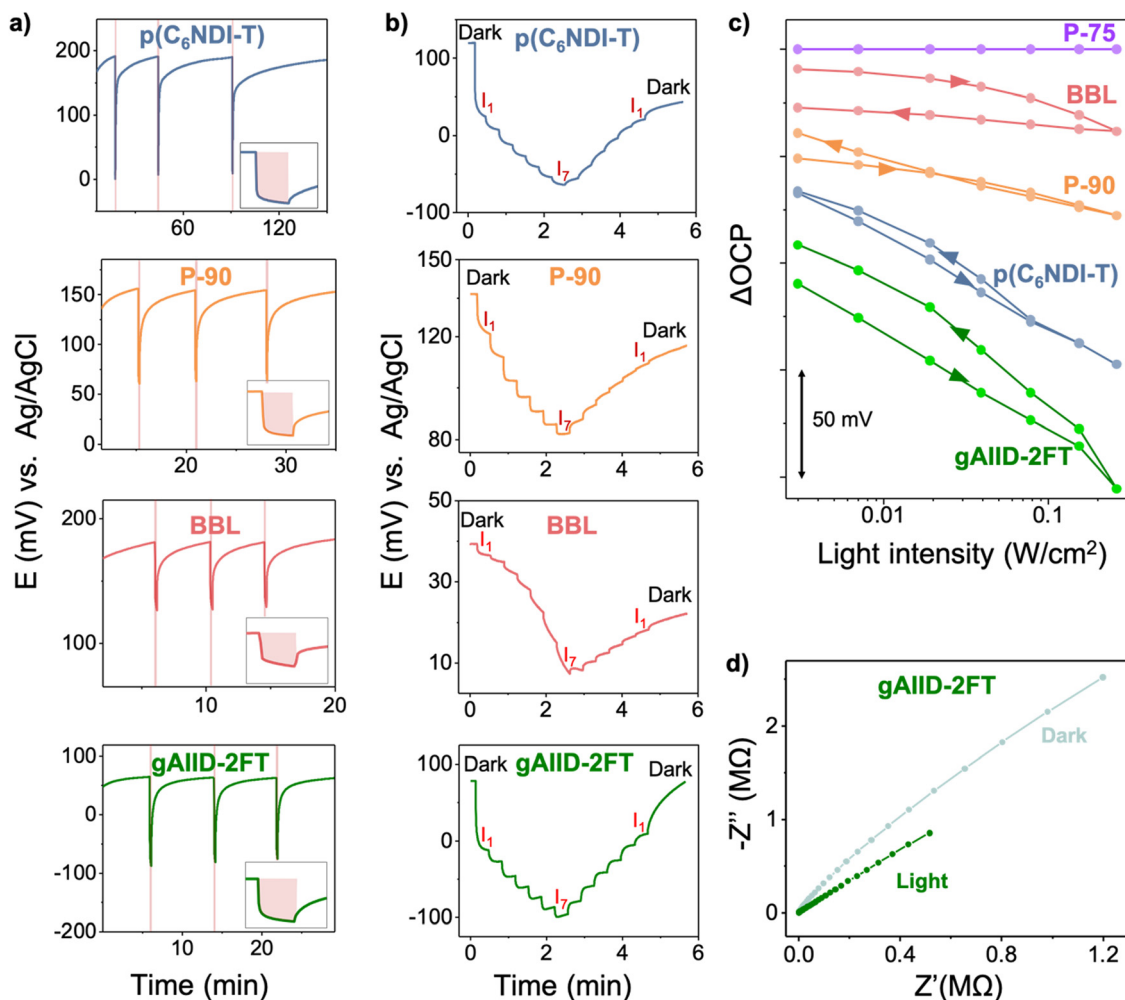 a)
E (mV) vs. Ag/AgCl
p(C₆NDI-T)
200
100
0
60
120
P-90
150
100
50
0
20
30
BBL
200
100
10
20
gAIID-2FT
100
0
-100
-200
10
20
Time (min)
b)
E (mV) vs. Ag/AgCl
100
Dark
p(C₆NDI-T)
Dark
I₁
I₁
0
I₇
-100
0
2
4
6
150
Dark
P-90
I₁
120
Dark
I₁
I₇
80
0
2
4
6
50
Dark
BBL
I₁
30
Dark
I₁
I₇
10
0
2
4
6
100
Dark
gAIID-2FT
Dark
I₁
I₁
0
I₇
-100
0
2
4
6
Time (min)
c)
ΔOCP
P-75
BBL
P-90
p(C₆NDI-T)
50 mV
gAIID-2FT
0.01
0.1
Light intensity (W/cm²)
d)
-Z'' (MΩ)
gAIID-2FT
2
Dark
1
Light
0
0.0
0.4
0.8
1.2
Z'(MΩ)